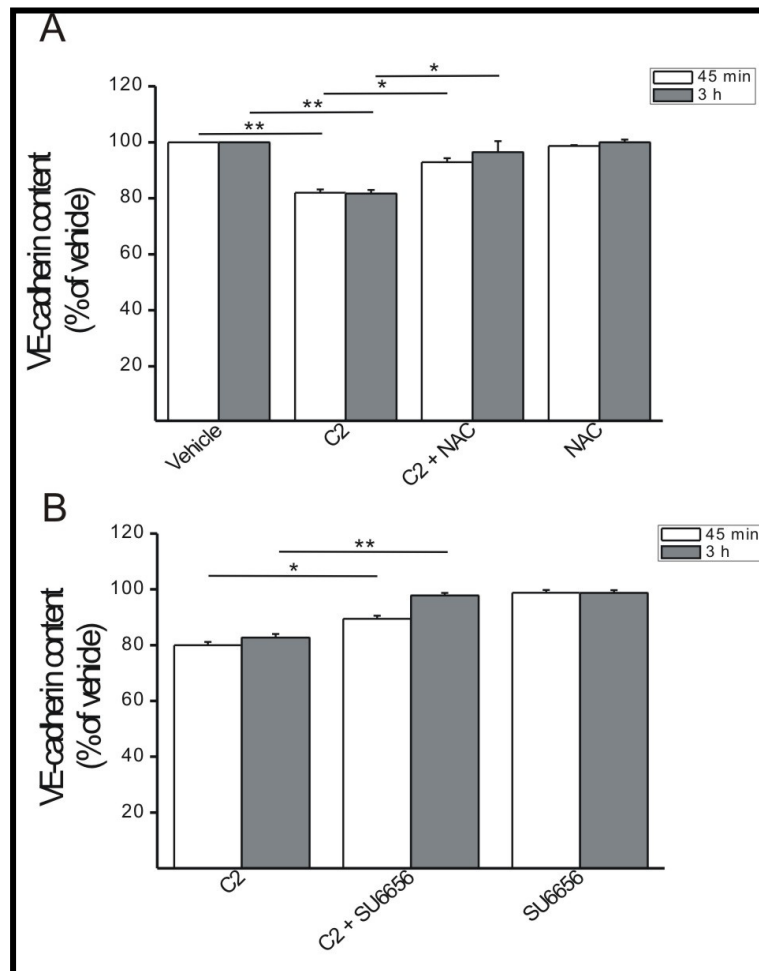 A
VE-cadherin content
(% of vehicle)
120
100
80
60
40
20
45 min
3 h
*
*
**
**
Vehicle
C2
C2 + NAC
NAC
B
VE-cadherin content
(% of vehicle)
120
100
80
60
40
20
45 min
3 h
**
*
C2
C2 + SU6656
SU6656